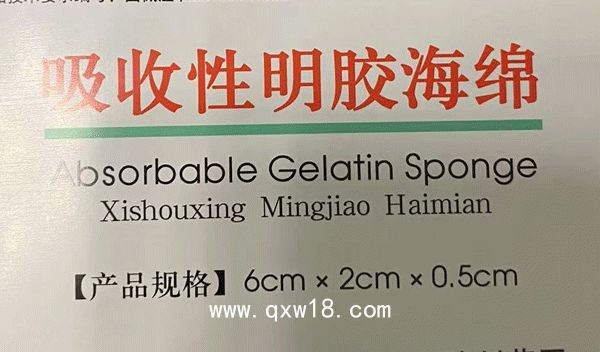 吸收性明胶海绵
Absorbable Gelatin Sponge
Xishouxing Mingjiao Haimian
【产品规格】6cm × 2cm × 0.5cm
www.qxw18.com